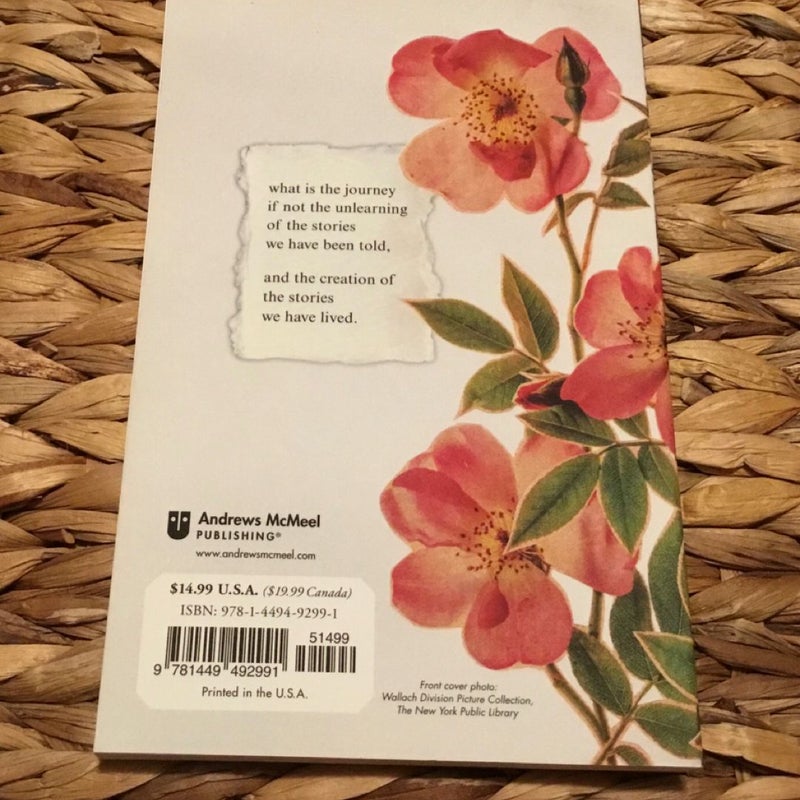 what is the journey
if not the unlearning
of the stories
we have been told,
and the creation of
the stories
we have lived.
Andrews McMeel
PUBLISHING®
www.andrewsmcmeel.com
$14.99 U.S.A. ($19.99 Canada)
ISBN: 978-1-4494-9299-1
51499
9 781449 492991
Printed in the U.S.A.
Front cover photo:
Wallach Division Picture Collection,
The New York Public Library